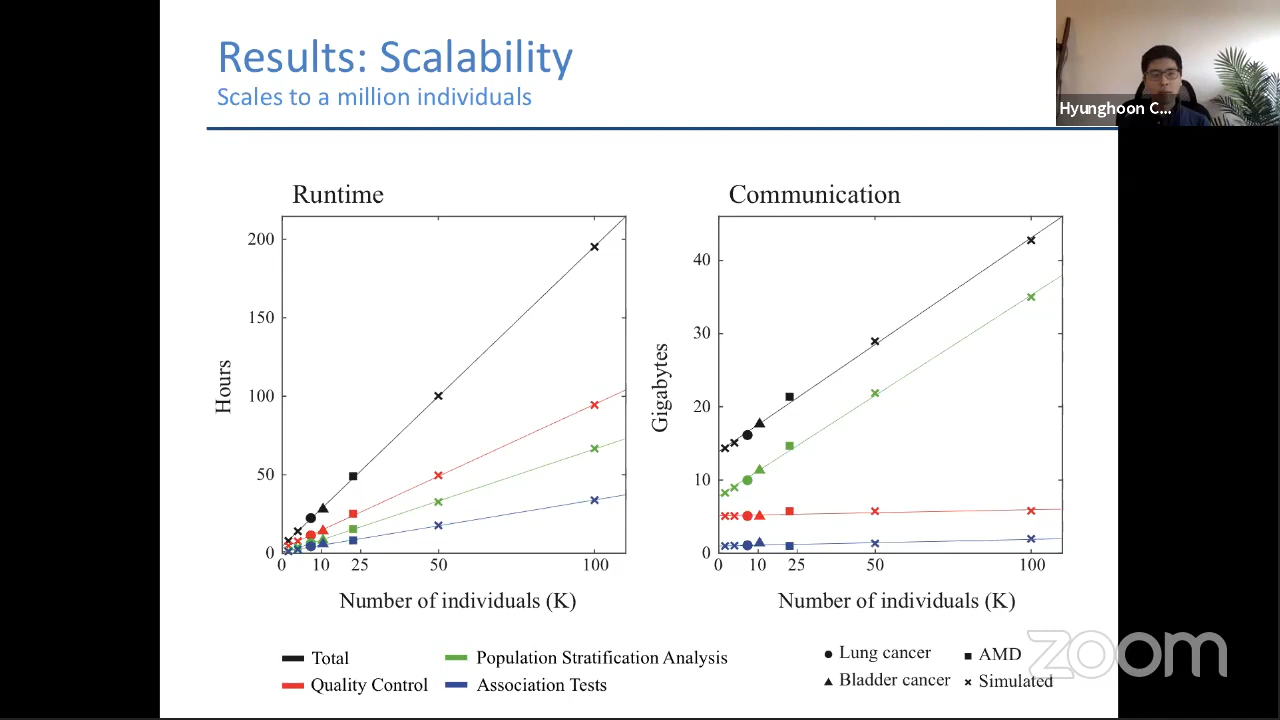 Results: Scalability
Scales to a million individuals
Hyunghoon C...
Runtime
Communication
Hours
200
150
100
50
0
0 10 25 50 100
Number of individuals (K)
Gigabytes
40
30
20
10
0
0 10 25 50 100
Number of individuals (K)
Total
Population Stratification Analysis
Quality Control
Association Tests
Lung cancer
AMD
Bladder cancer
Simulated
zoom